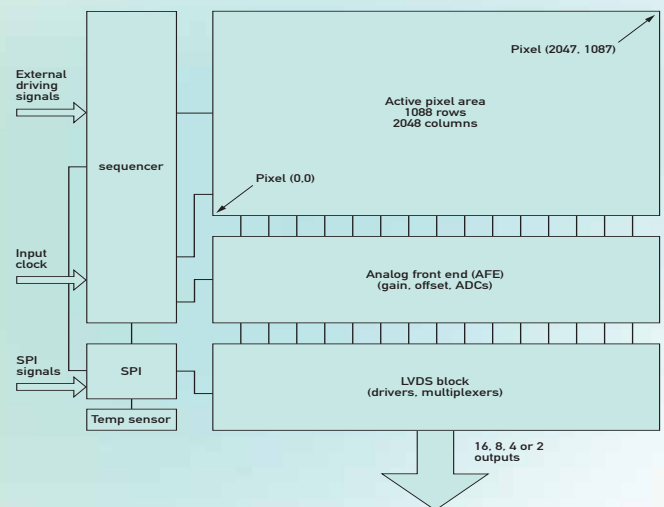 Pixel (2047, 1087)
External
driving
signals
Active pixel area
1088 rows
2048 columns
sequencer
Pixel (0,0)
Input
clock
Analog front end (AFE)
(gain, offset, ADCs)
SPI
signals
SPI
LVDS block
(drivers, multiplexers)
Temp sensor
16, 8, 4 or 2
outputs